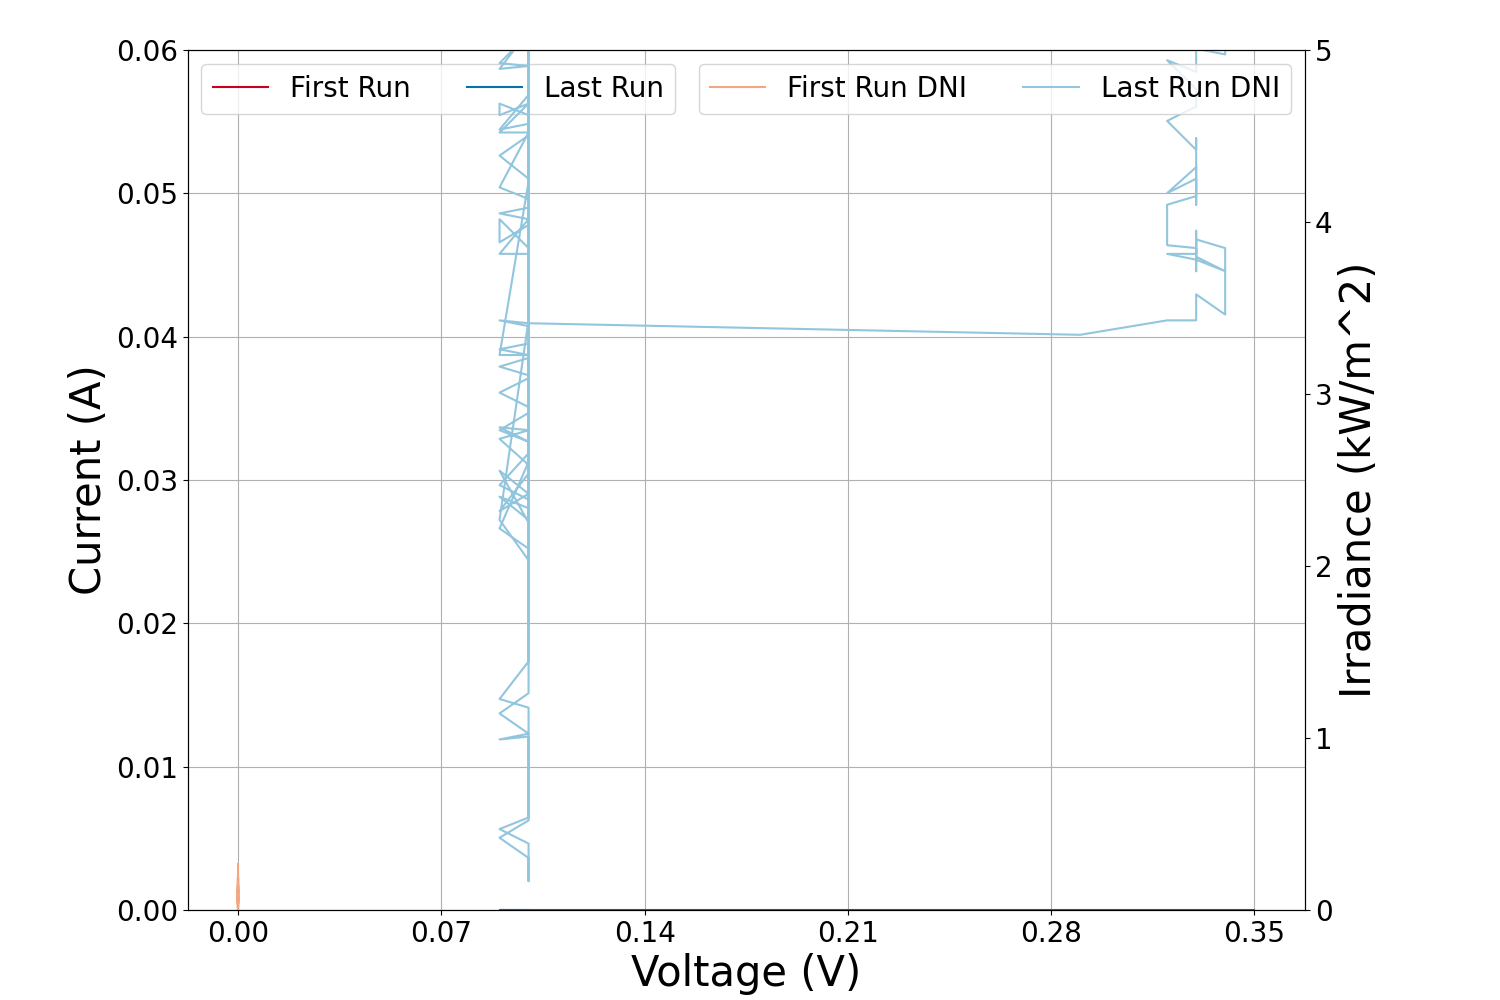 First Run
Last Run
First Run DNI
Last Run DNI
Current (A)
0.06
0.05
0.04
0.03
0.02
0.01
0.00
Irradiance (kW/m^2)
5
4
3
2
1
0
0.00 0.07 0.14 0.21 0.28 0.35
Voltage (V)